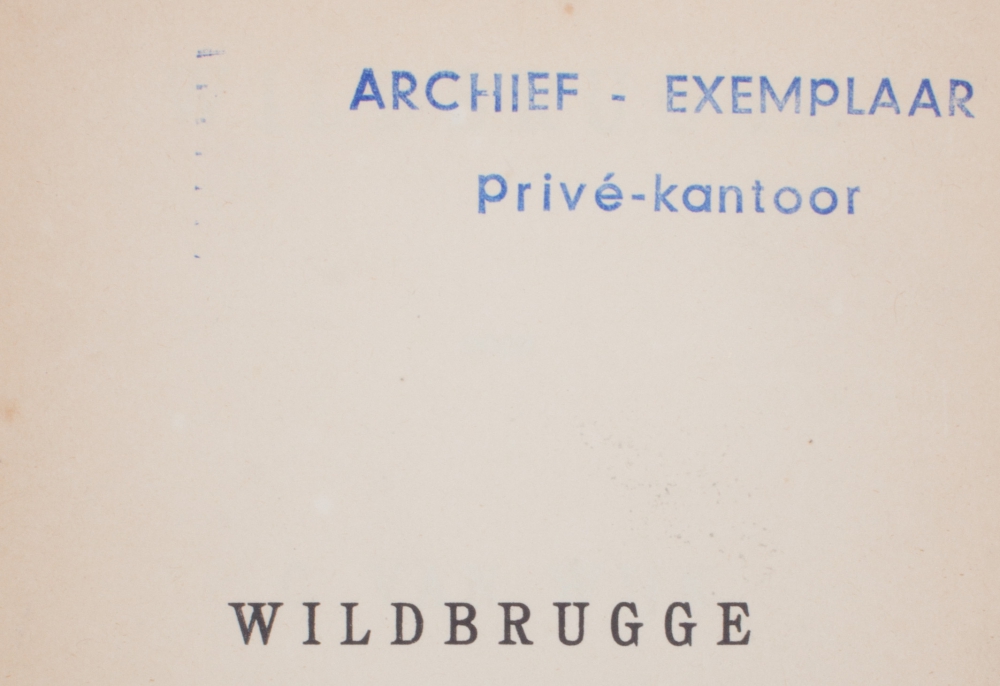 ARCHIEF - EXEMPLAAR
privé-kantoor
WILDBRUGGE